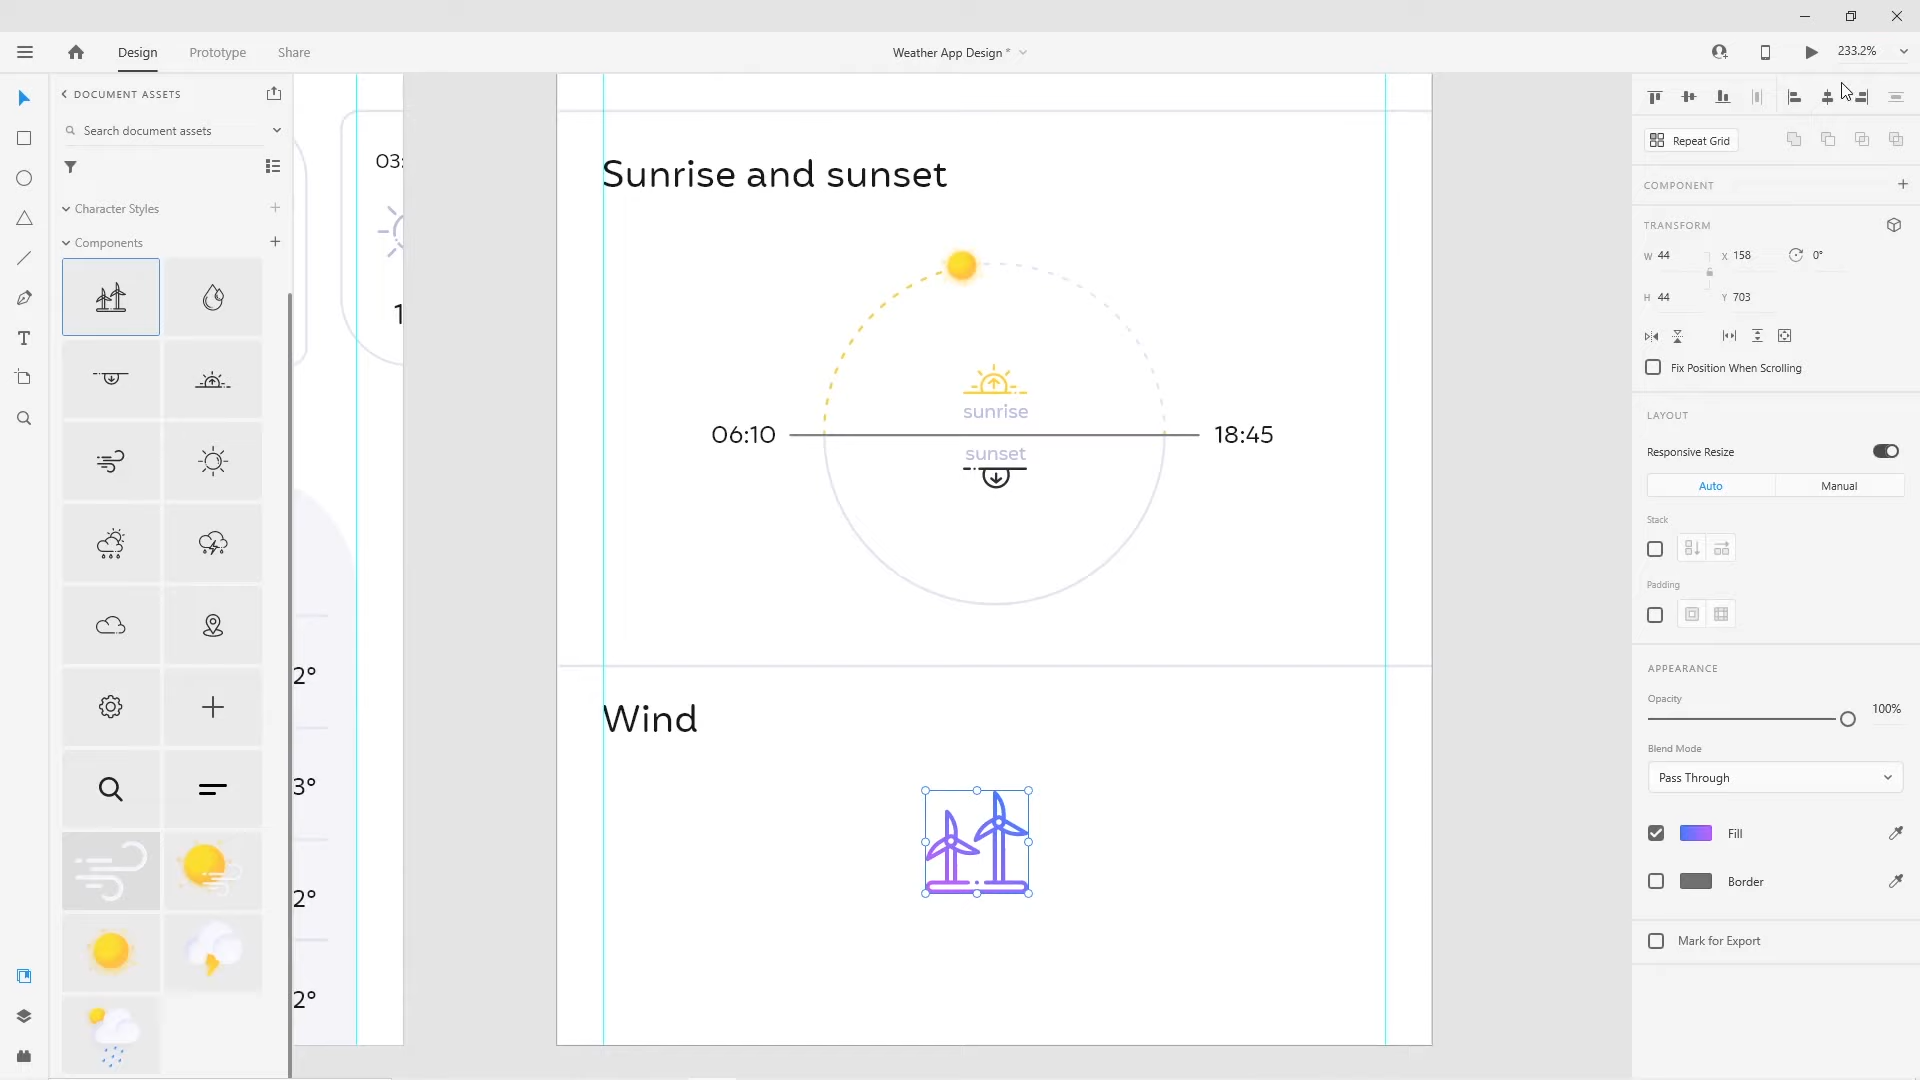 Design
Prototype
Share
Weather App Design *
233.2%
DOCUMENT ASSETS
Search document assets
Character Styles
Components
03:
1
2°
3°
2°
2°
Sunrise and sunset
sunrise
06:10
18:45
sunset
Wind
Repeat Grid
COMPONENT
TRANSFORM
W 44
X 158
0°
H 44
Y 703
Fix Position When Scrolling
LAYOUT
Responsive Resize
Auto
Manual
Stack
Padding
APPEARANCE
Opacity
100%
Blend Mode
Pass Through
Fill
Border
Mark for Export